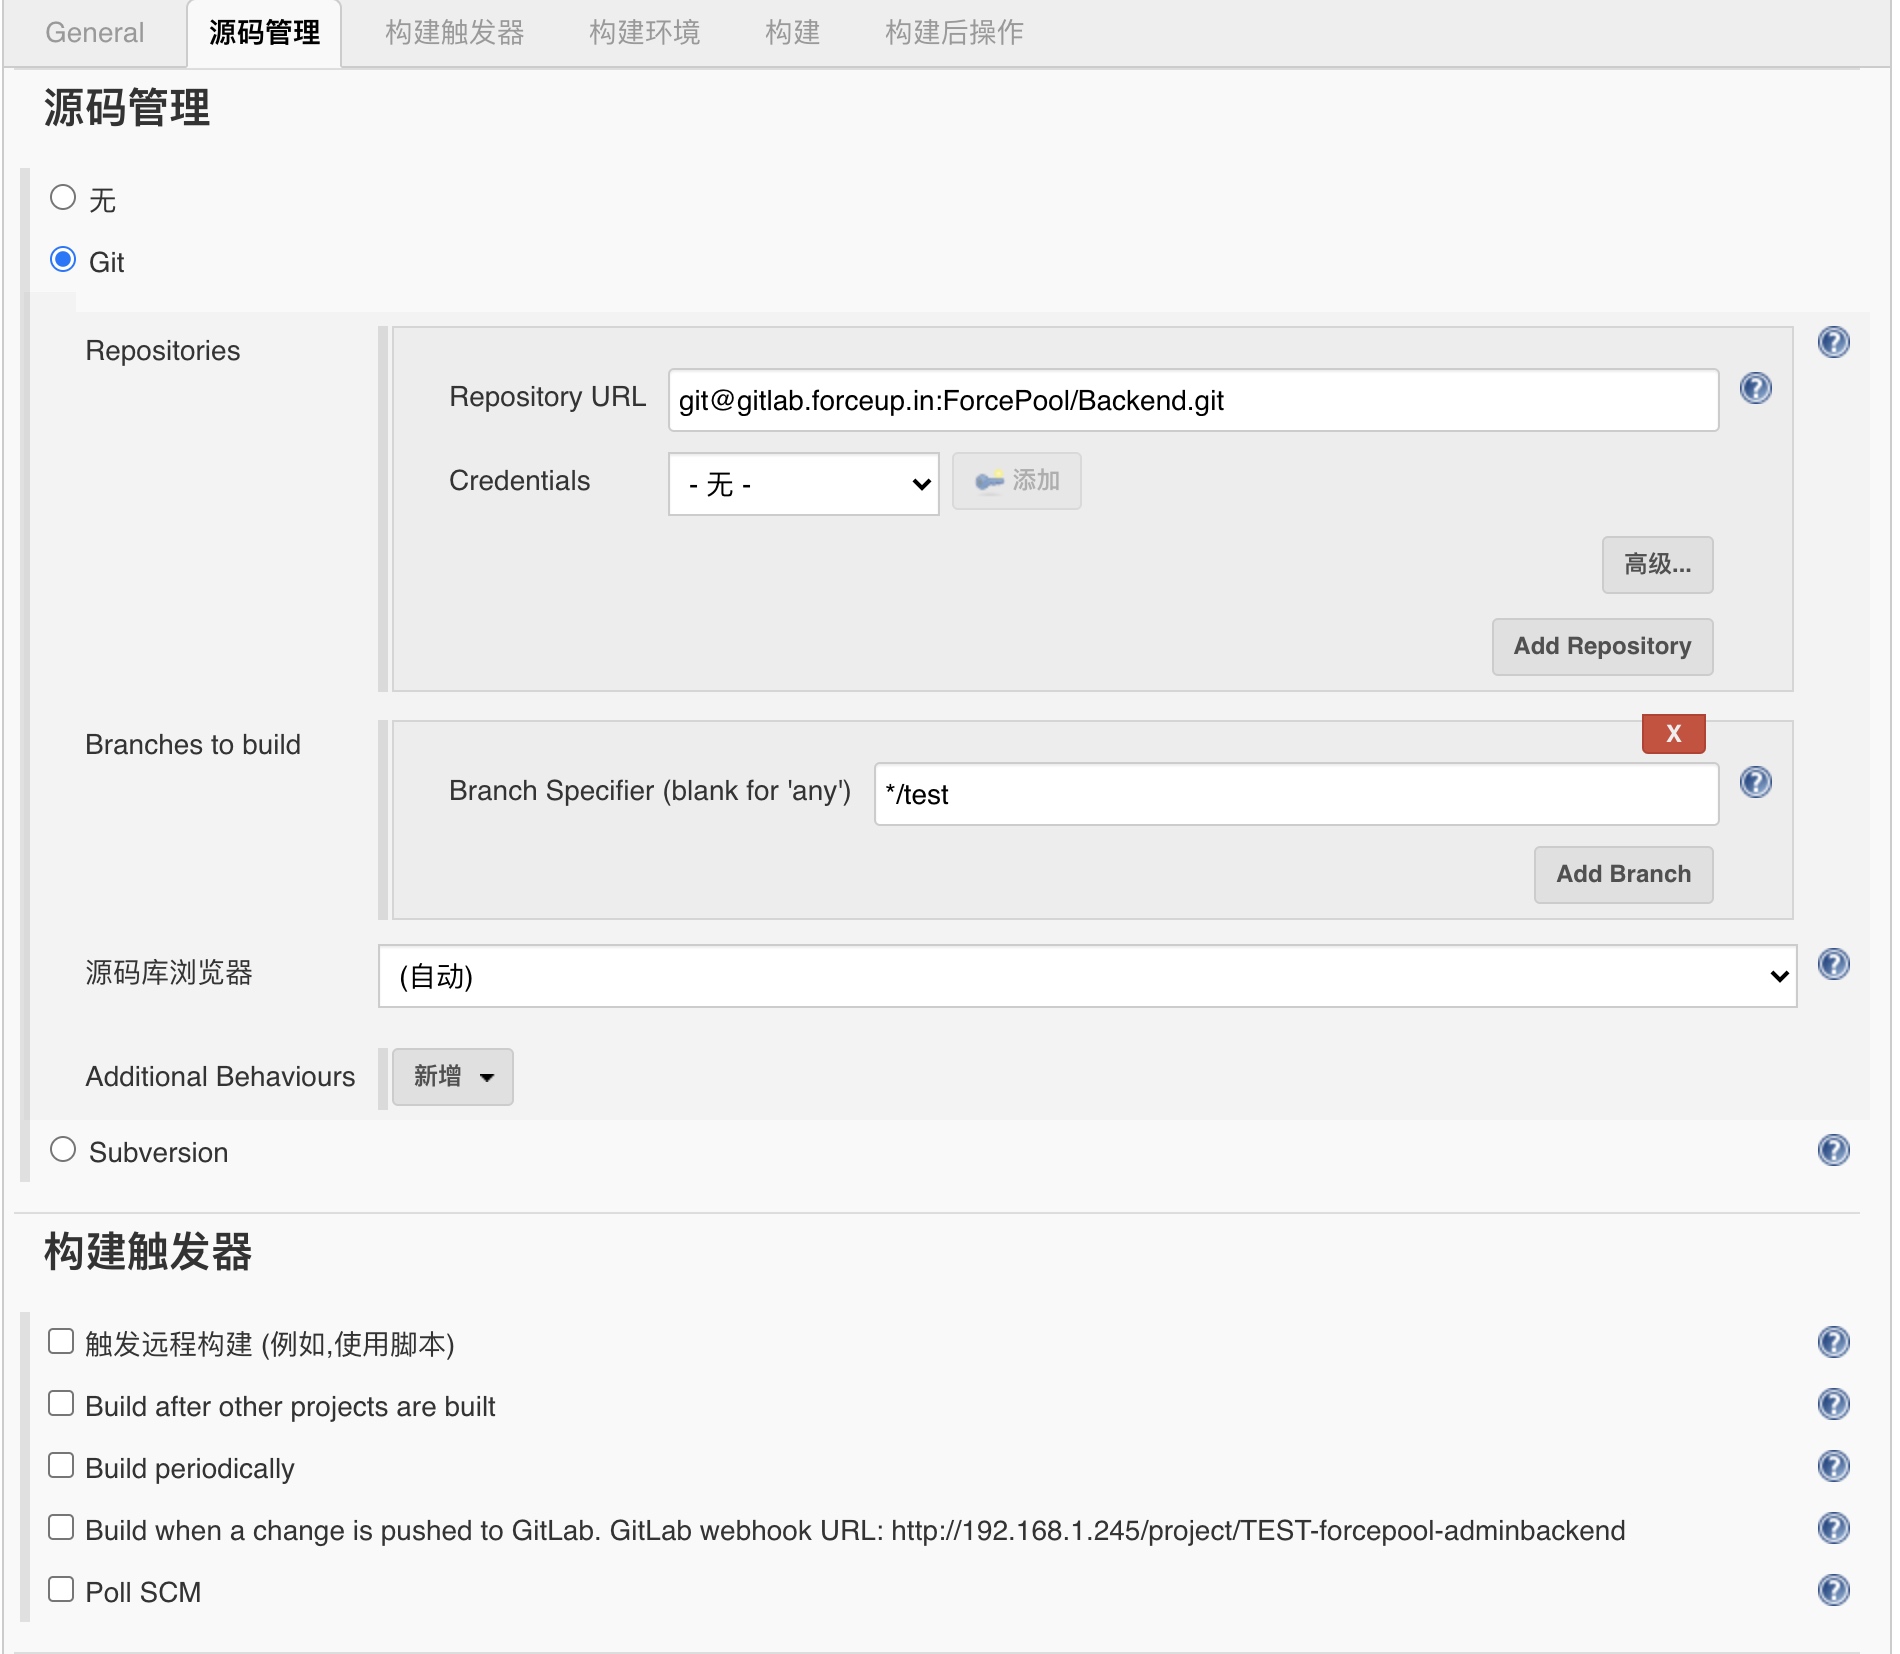 General 源码管理 构建触发器 构建环境 构建 构建后操作
源码管理
无
Git
Repositories
Repository URL git@gitlab.forceup.in:ForcePool/Backend.git
Credentials - 无 - 添加
高级...
Add Repository
Branches to build
X
Branch Specifier (blank for 'any') */test
Add Branch
源码库浏览器 (自动)
Additional Behaviours 新增
Subversion
构建触发器
触发远程构建 (例如,使用脚本)
Build after other projects are built
Build periodically
Build when a change is pushed to GitLab. GitLab webhook URL: http://192.168.1.245/project/TEST-forcepool-adminbackend
Poll SCM